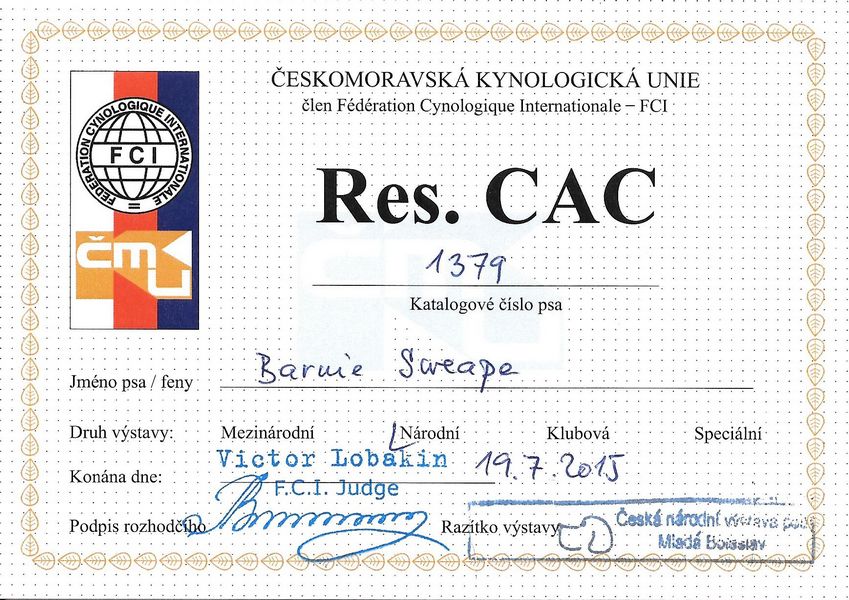 ČESKOMORAVSKÁ KYNOLOGICKÁ UNIE
člen Fédération Cynologique Internationale – FCI
FEDERATION CYNOLOGIQUE INTERNATIONALE
FCI
ČMKU
Res. CAC
1379
Katalogové číslo psa
Jméno psa / feny Barnie Sweape
Druh výstavy: Mezinárodní Národní Klubová Speciální
Victor Lobakin
Konána dne: 19.7.2015
F.C.I. Judge
Podpis rozhodčího Razítko výstavy
Česká národní výstava psů
Mladá Boleslav